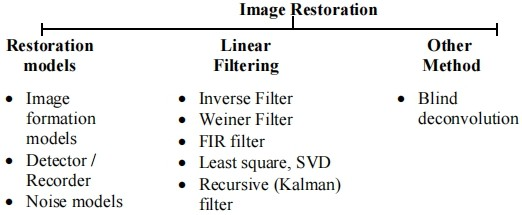 Image Restoration
Restoration
models
• Image
formation
models
• Detector /
Recorder
• Noise models
Linear
Filtering
• Inverse Filter
• Weiner Filter
• FIR filter
• Least square, SVD
• Recursive (Kalman)
filter
Other
Method
• Blind
deconvolution